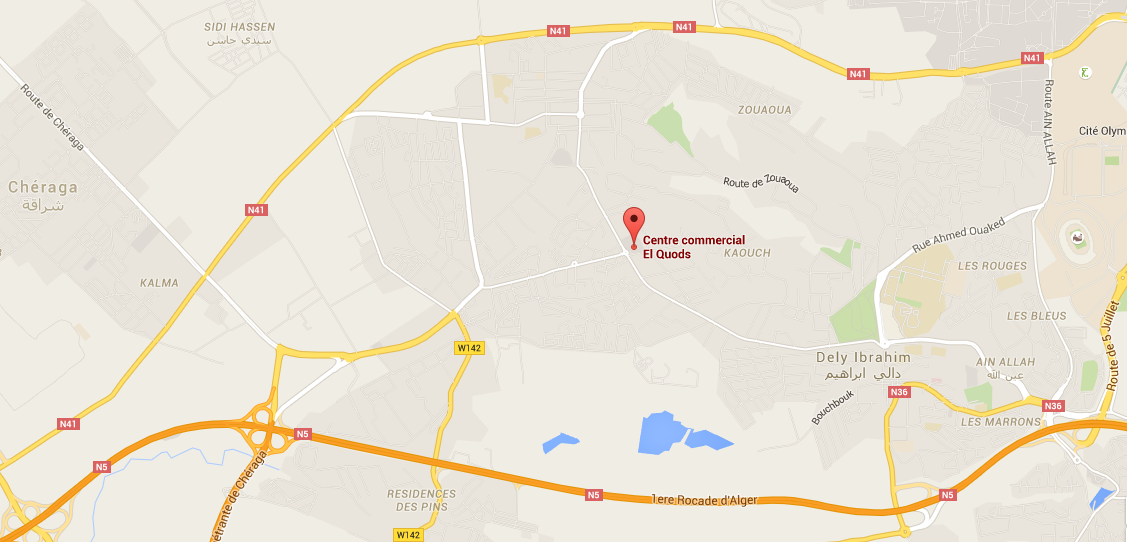 SIDI HASSEN
سيدي حاسن
N41
N41
N41
N41
Route de Chéraga
Route AIN ALLAH
ZOUAOUA
Cité Olym
Chéraga
شراقة
Route de Zouaoua
N41
Centre commercial
El Quods
KAOUCH
Rue Ahmed Ouaked
KALMA
LES ROUGES
LES BLEUS
Route de 5 Juillet
W142
Dely Ibrahim
دالي ابراهيم
AIN ALLAH
عين الله
N36
Bouchbouk
N36
N41
LES MARRONS
N5
N5
étrante de Chéraga
RESIDENCES
DES PINS
N5
1ere Rocade d'Alger
N5
W142